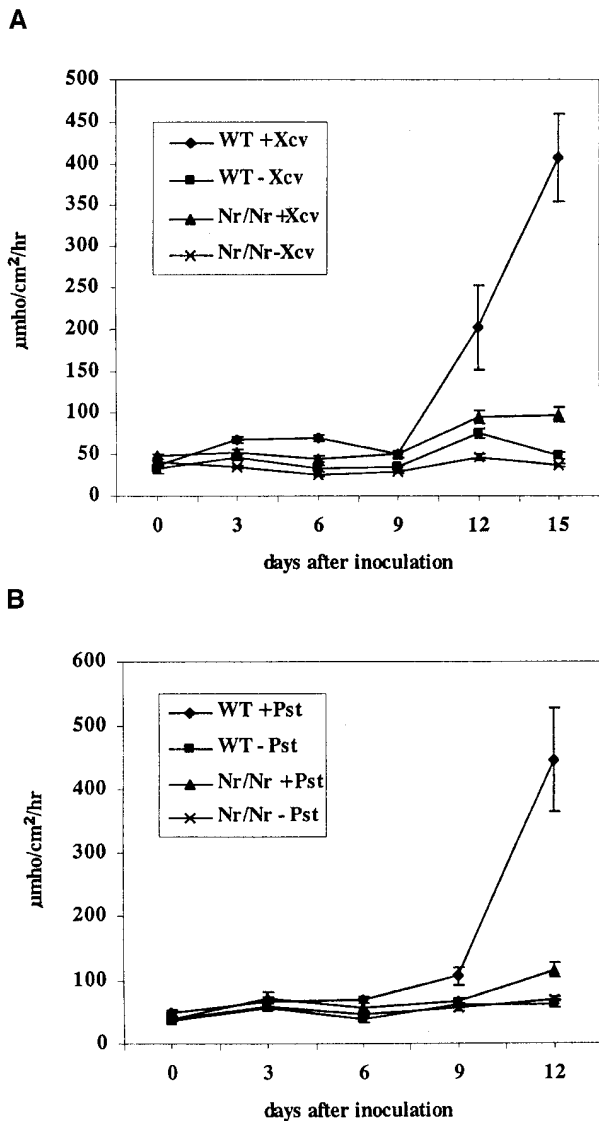 A
500
450
400
350
300
250
200
150
100
50
0
µmho/cm²/hr
WT +Xcv
WT - Xcv
Nr/Nr +Xcv
Nr/Nr-Xcv
0 3 6 9 12 15
days after inoculation
B
600
500
400
300
200
100
0
µmho/cm²/hr
WT +Pst
WT - Pst
Nr/Nr +Pst
Nr/Nr - Pst
0 3 6 9 12
days after inoculation